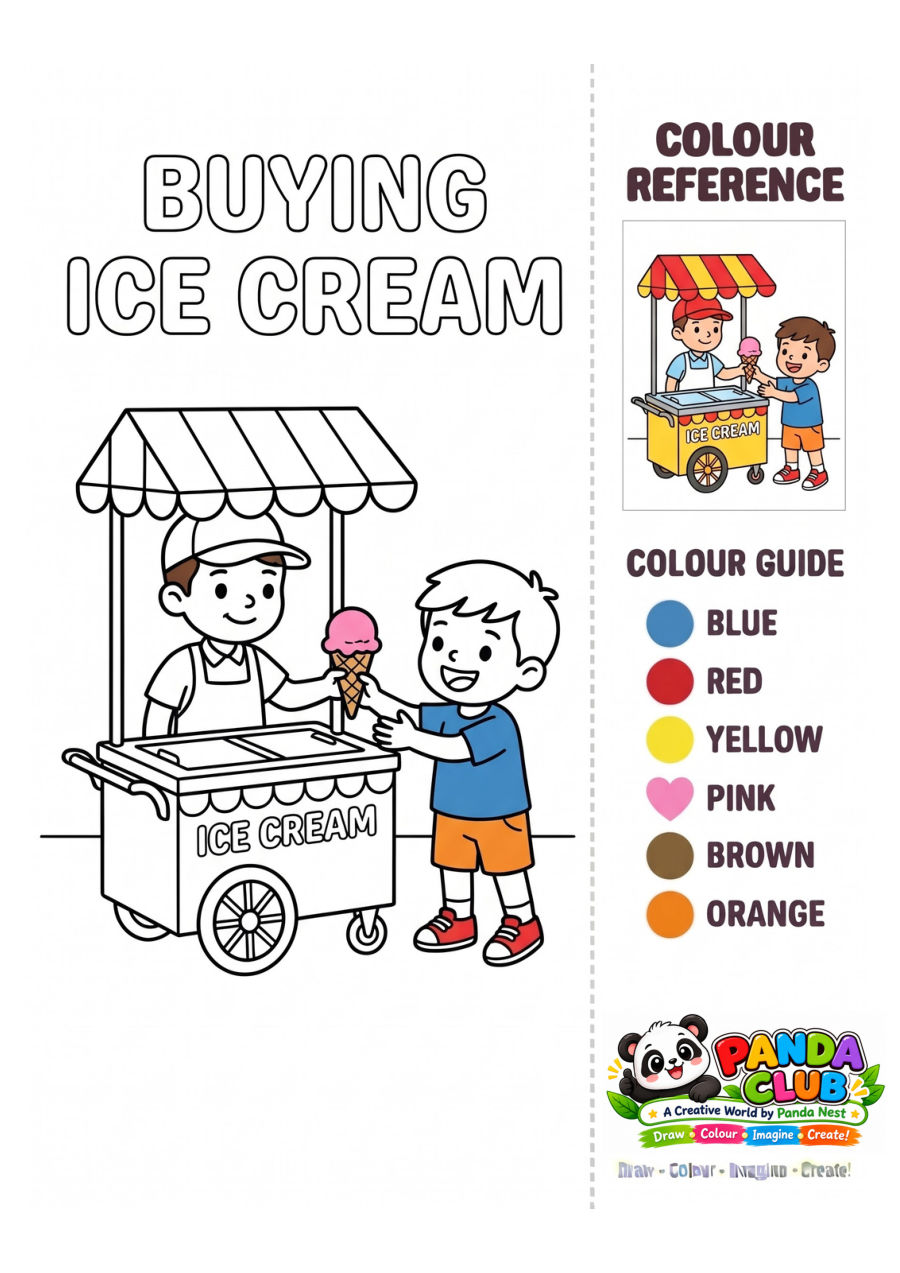 BUYING
ICE CREAM
ICE CREAM
COLOUR
REFERENCE
ICE CREAM
COLOUR GUIDE
BLUE
RED
YELLOW
PINK
BROWN
ORANGE
PANDA
CLUB
A Creative World by Panda Nest
Draw • Colour • Imagine • Create!